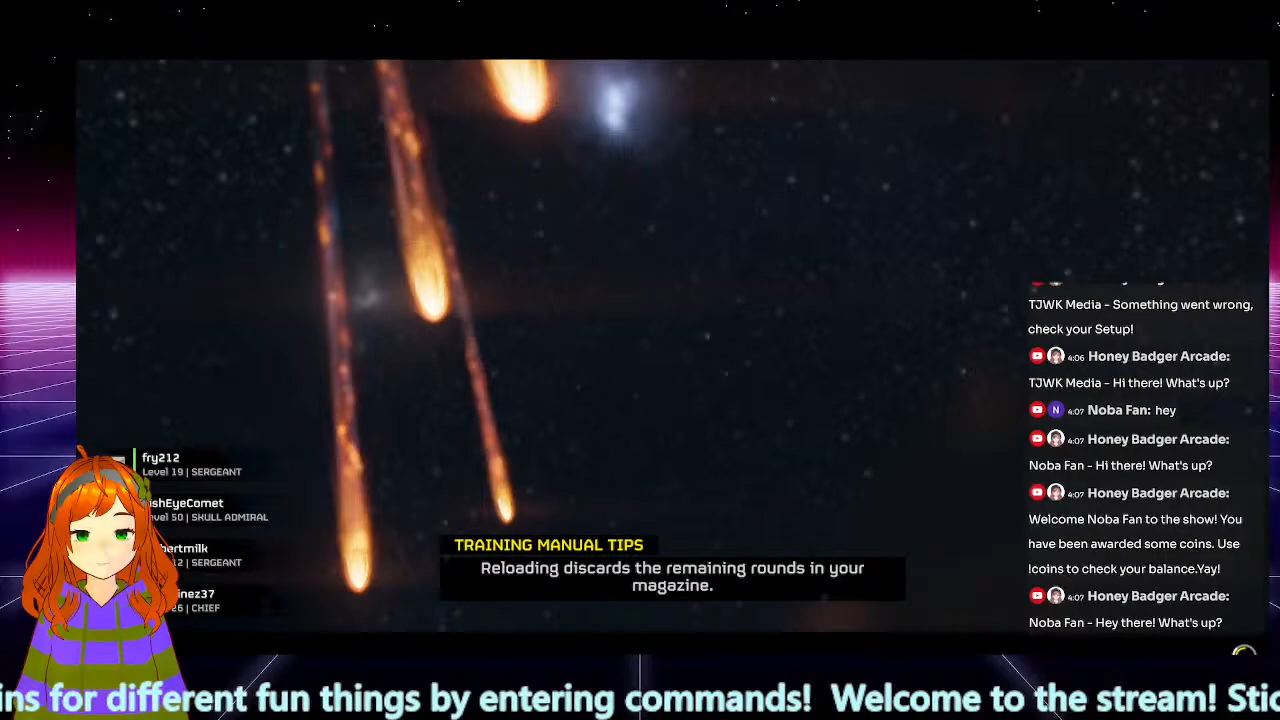 TJWK Media - Something went wrong,
check your Setup!
4:06 Honey Badger Arcade:
TJWK Media - Hi there! What's up?
N 4:07 Noba Fan: hey
4:07 Honey Badger Arcade:
Noba Fan - Hi there! What's up?
4:07 Honey Badger Arcade:
Welcome Noba Fan to the show! You
have been awarded some coins. Use
!coins to check your balance.Yay!
4:07 Honey Badger Arcade:
Noba Fan - Hey there! What's up?
fry212
Level 19 | SERGEANT
ishEyeComet
evel 50 | SKULL ADMIRAL
bertmilk
12 | SERGEANT
inez37
26 | CHIEF
TRAINING MANUAL TIPS
Reloading discards the remaining rounds in your
magazine.
ins for different fun things by entering commands! Welcome to the stream! Stic